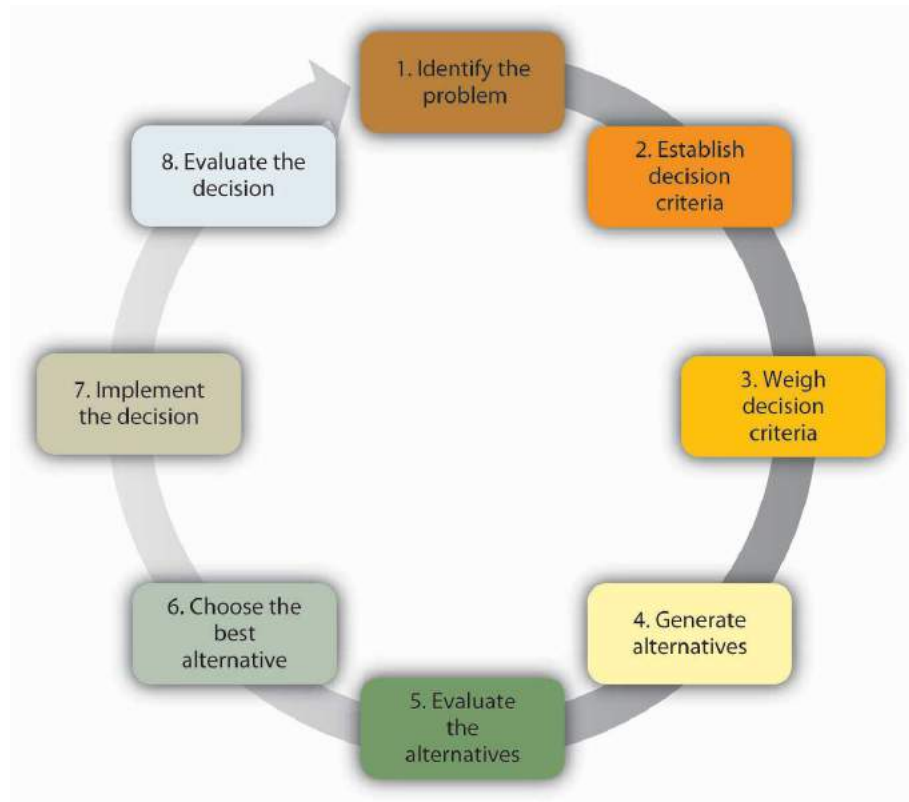 1. Identify the
problem
2. Establish
decision
criteria
3. Weigh
decision
criteria
4. Generate
alternatives
5. Evaluate
the
alternatives
6. Choose the
best
alternative
7. Implement
the decision
8. Evaluate the
decision